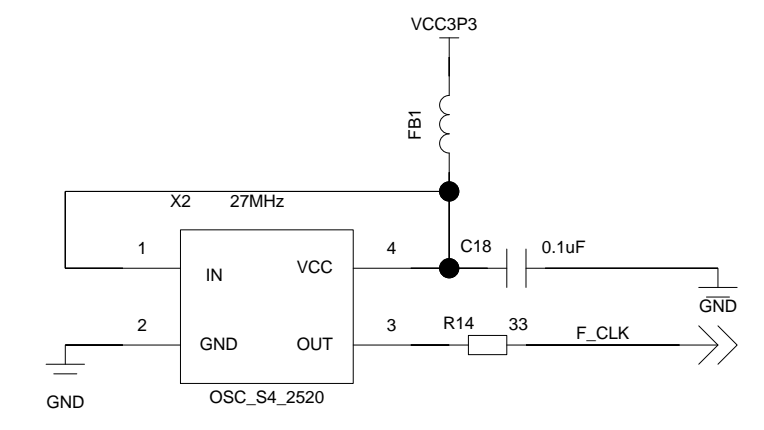 VCC3P3
FB1
X2 27MHz
1 4 C18 0.1uF
IN VCC
GND
2 3 R14 33 F_CLK
GND OUT
OSC_S4_2520
GND